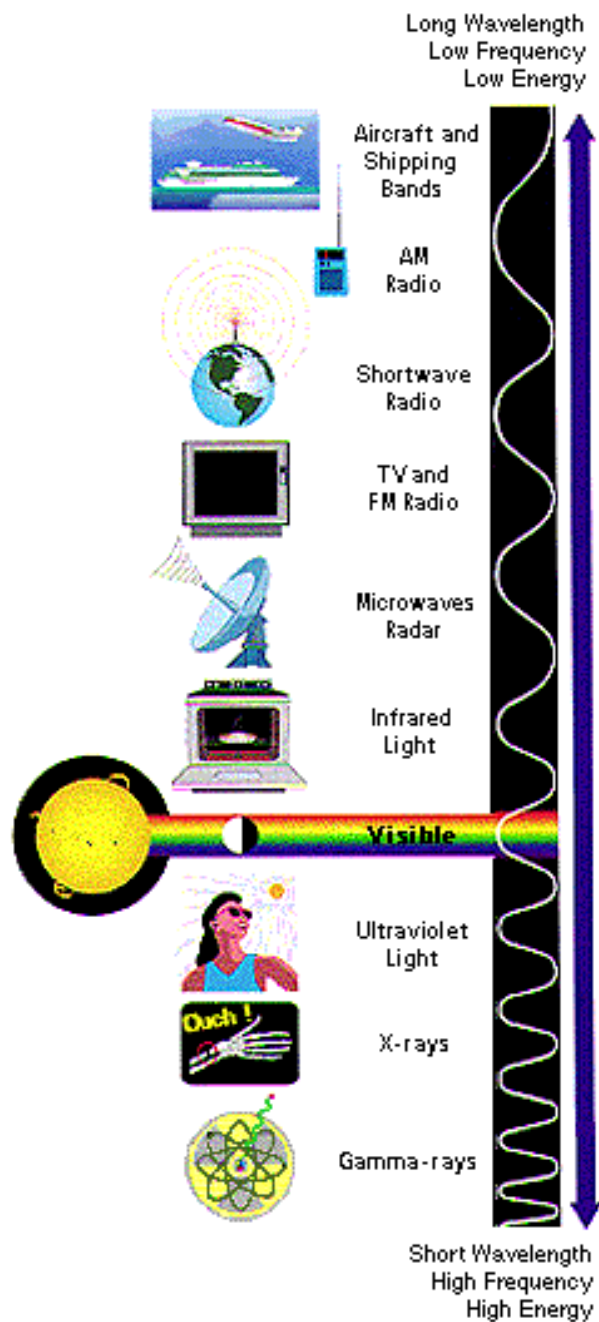 Long Wavelength
Low Frequency
Low Energy
Aircraft and
Shipping
Bands
AM
Radio
Shortwave
Radio
TV and
FM Radio
Microwaves
Radar
Infrared
Light
Visible
Ultraviolet
Light
Ouch !
X-rays
Gamma-rays
Short Wavelength
High Frequency
High Energy